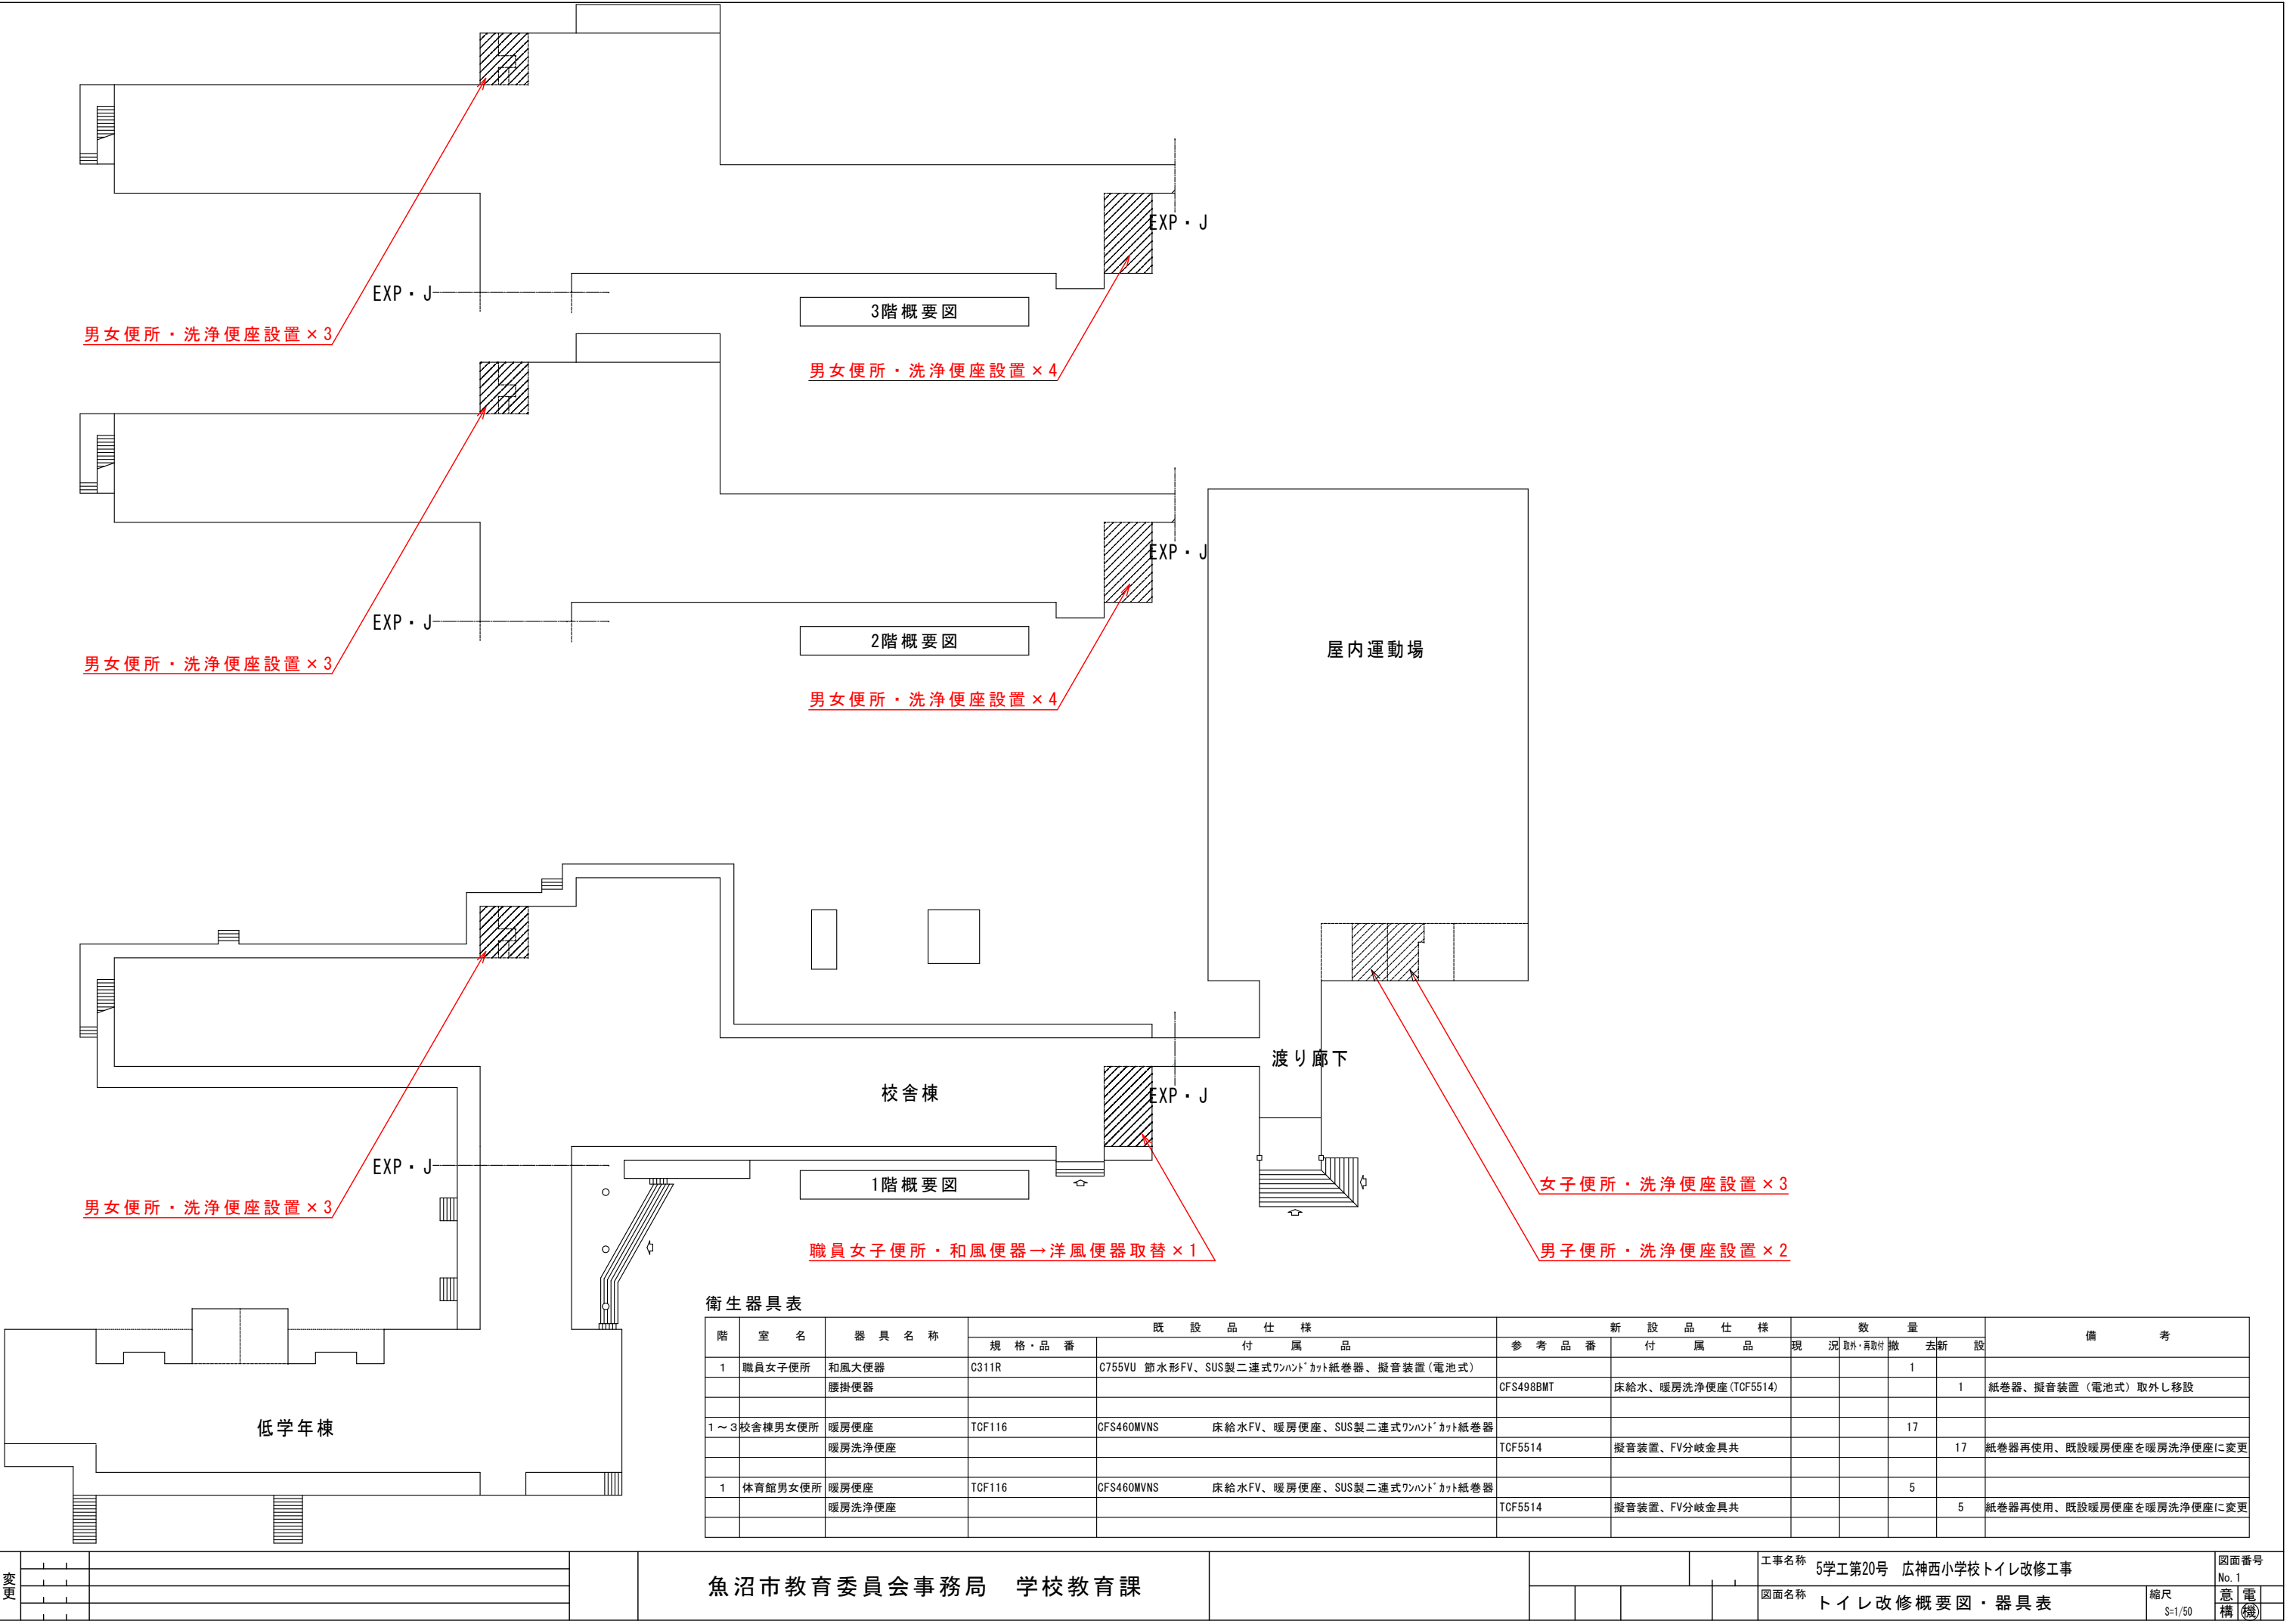 EXP・J
EXP・J
3階概要図
男女便所・洗浄便座設置×3
男女便所・洗浄便座設置×4
EXP・J
EXP・J
2階概要図
屋内運動場
男女便所・洗浄便座設置×3
男女便所・洗浄便座設置×4
渡り廊下
校舎棟
EXP・J
EXP・J
1階概要図
女子便所・洗浄便座設置×3
男女便所・洗浄便座設置×3
職員女子便所・和風便器→洋風便器取替×1
男子便所・洗浄便座設置×2
低学年棟
衛生器具表
階 室名 器具名称 既設品仕様 新設品仕様 数量 備考
規格・品番 付属品 参考品番 付属品 現況 取外・再取付 撤去 新設
1 職員女子便所 和風大便器 C311R C755VU 節水形FV、SUS製二連式ワンハンドカット紙巻器、擬音装置(電池式) 1
腰掛便器 CFS498BMT 床給水、暖房洗浄便座(TCF5514) 1 紙巻器、擬音装置（電池式）取外し移設
1～3 校舎棟男女便所 暖房便座 TCF116 CFS460MVNS 床給水FV、暖房便座、SUS製二連式ワンハンドカット紙巻器 17
暖房洗浄便座 TCF5514 擬音装置、FV分岐金具共 17 紙巻器再使用、既設暖房便座を暖房洗浄便座に変更
1 体育館男女便所 暖房便座 TCF116 CFS460MVNS 床給水FV、暖房便座、SUS製二連式ワンハンドカット紙巻器 5
暖房洗浄便座 TCF5514 擬音装置、FV分岐金具共 5 紙巻器再使用、既設暖房便座を暖房洗浄便座に変更
変更
魚沼市教育委員会事務局 学校教育課
工事名称 5学工第20号 広神西小学校トイレ改修工事
図面番号
No. 1
図面名称 トイレ改修概要図・器具表
縮尺
S=1/50
意 電
構 機